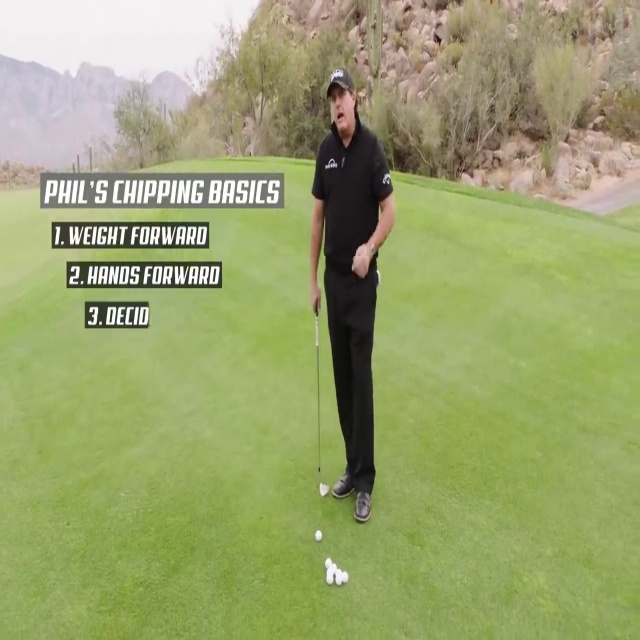 PHIL'S CHIPPING BASICS
1. WEIGHT FORWARD
2. HANDS FORWARD
3. DECID